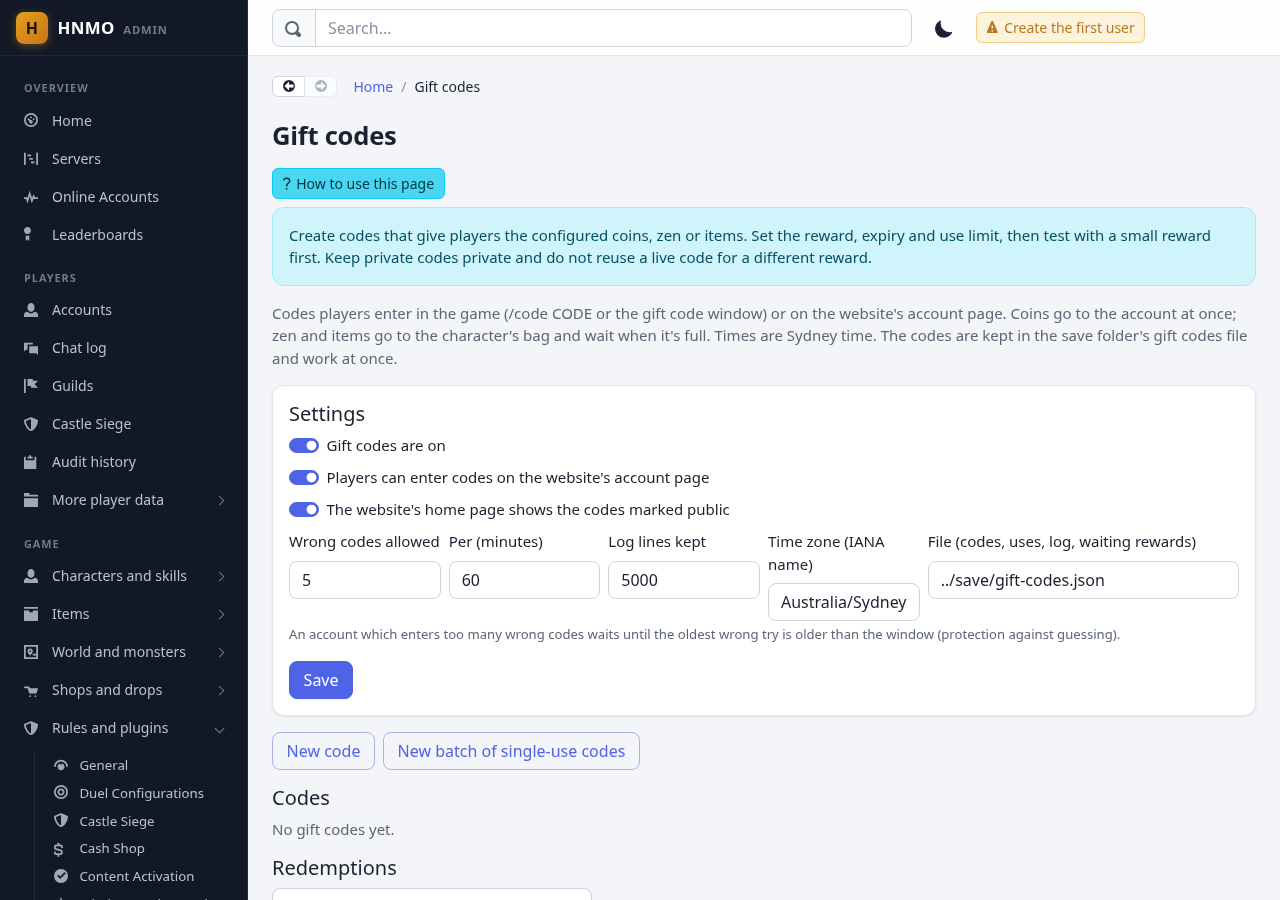 H HNMO ADMIN
Search...
Create the first user
OVERVIEW
Home
Servers
Online Accounts
Leaderboards
PLAYERS
Accounts
Chat log
Guilds
Castle Siege
Audit history
More player data
GAME
Characters and skills
Items
World and monsters
Shops and drops
Rules and plugins
General
Duel Configurations
Castle Siege
Cash Shop
Content Activation
Home / Gift codes
Gift codes
? How to use this page
Create codes that give players the configured coins, zen or items. Set the reward, expiry and use limit, then test with a small reward
first. Keep private codes private and do not reuse a live code for a different reward.
Codes players enter in the game (/code CODE or the gift code window) or on the website's account page. Coins go to the account at once;
zen and items go to the character's bag and wait when it's full. Times are Sydney time. The codes are kept in the save folder's gift codes file
and work at once.
Settings
Gift codes are on
Players can enter codes on the website's account page
The website's home page shows the codes marked public
Wrong codes allowed
5
Per (minutes)
60
Log lines kept
5000
Time zone (IANA
name)
Australia/Sydney
File (codes, uses, log, waiting rewards)
../save/gift-codes.json
An account which enters too many wrong codes waits until the oldest wrong try is older than the window (protection against guessing).
Save
New code
New batch of single-use codes
Codes
No gift codes yet.
Redemptions